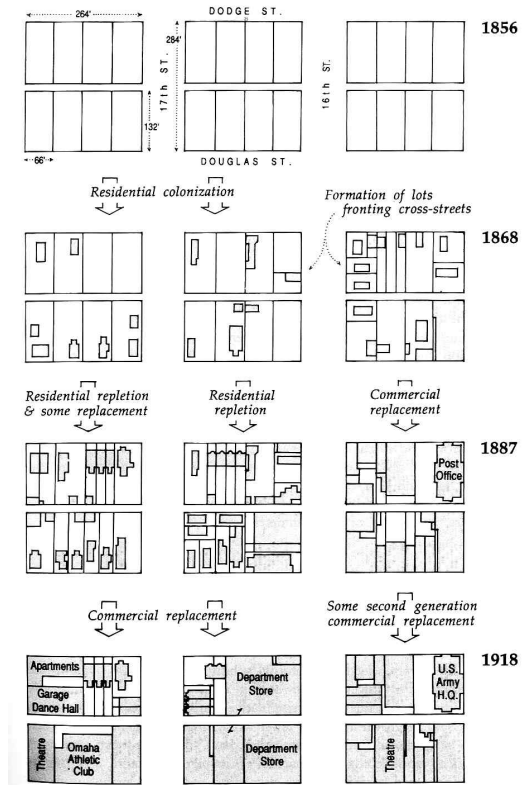 DODGE ST.
1856
264'
284'
17th ST.
16th ST.
132'
66'
DOUGLAS ST.
Residential colonization
Formation of lots
fronting cross-streets
1868
Residential repletion
& some replacement
Residential
repletion
Commercial
replacement
1887
Post
Office
Commercial replacement
Some second generation
commercial replacement
1918
Apartments
Garage
Dance Hall
Department
Store
U.S.
Army
H.Q.
Theatre
Omaha
Athletic
Club
Department
Store
Theatre